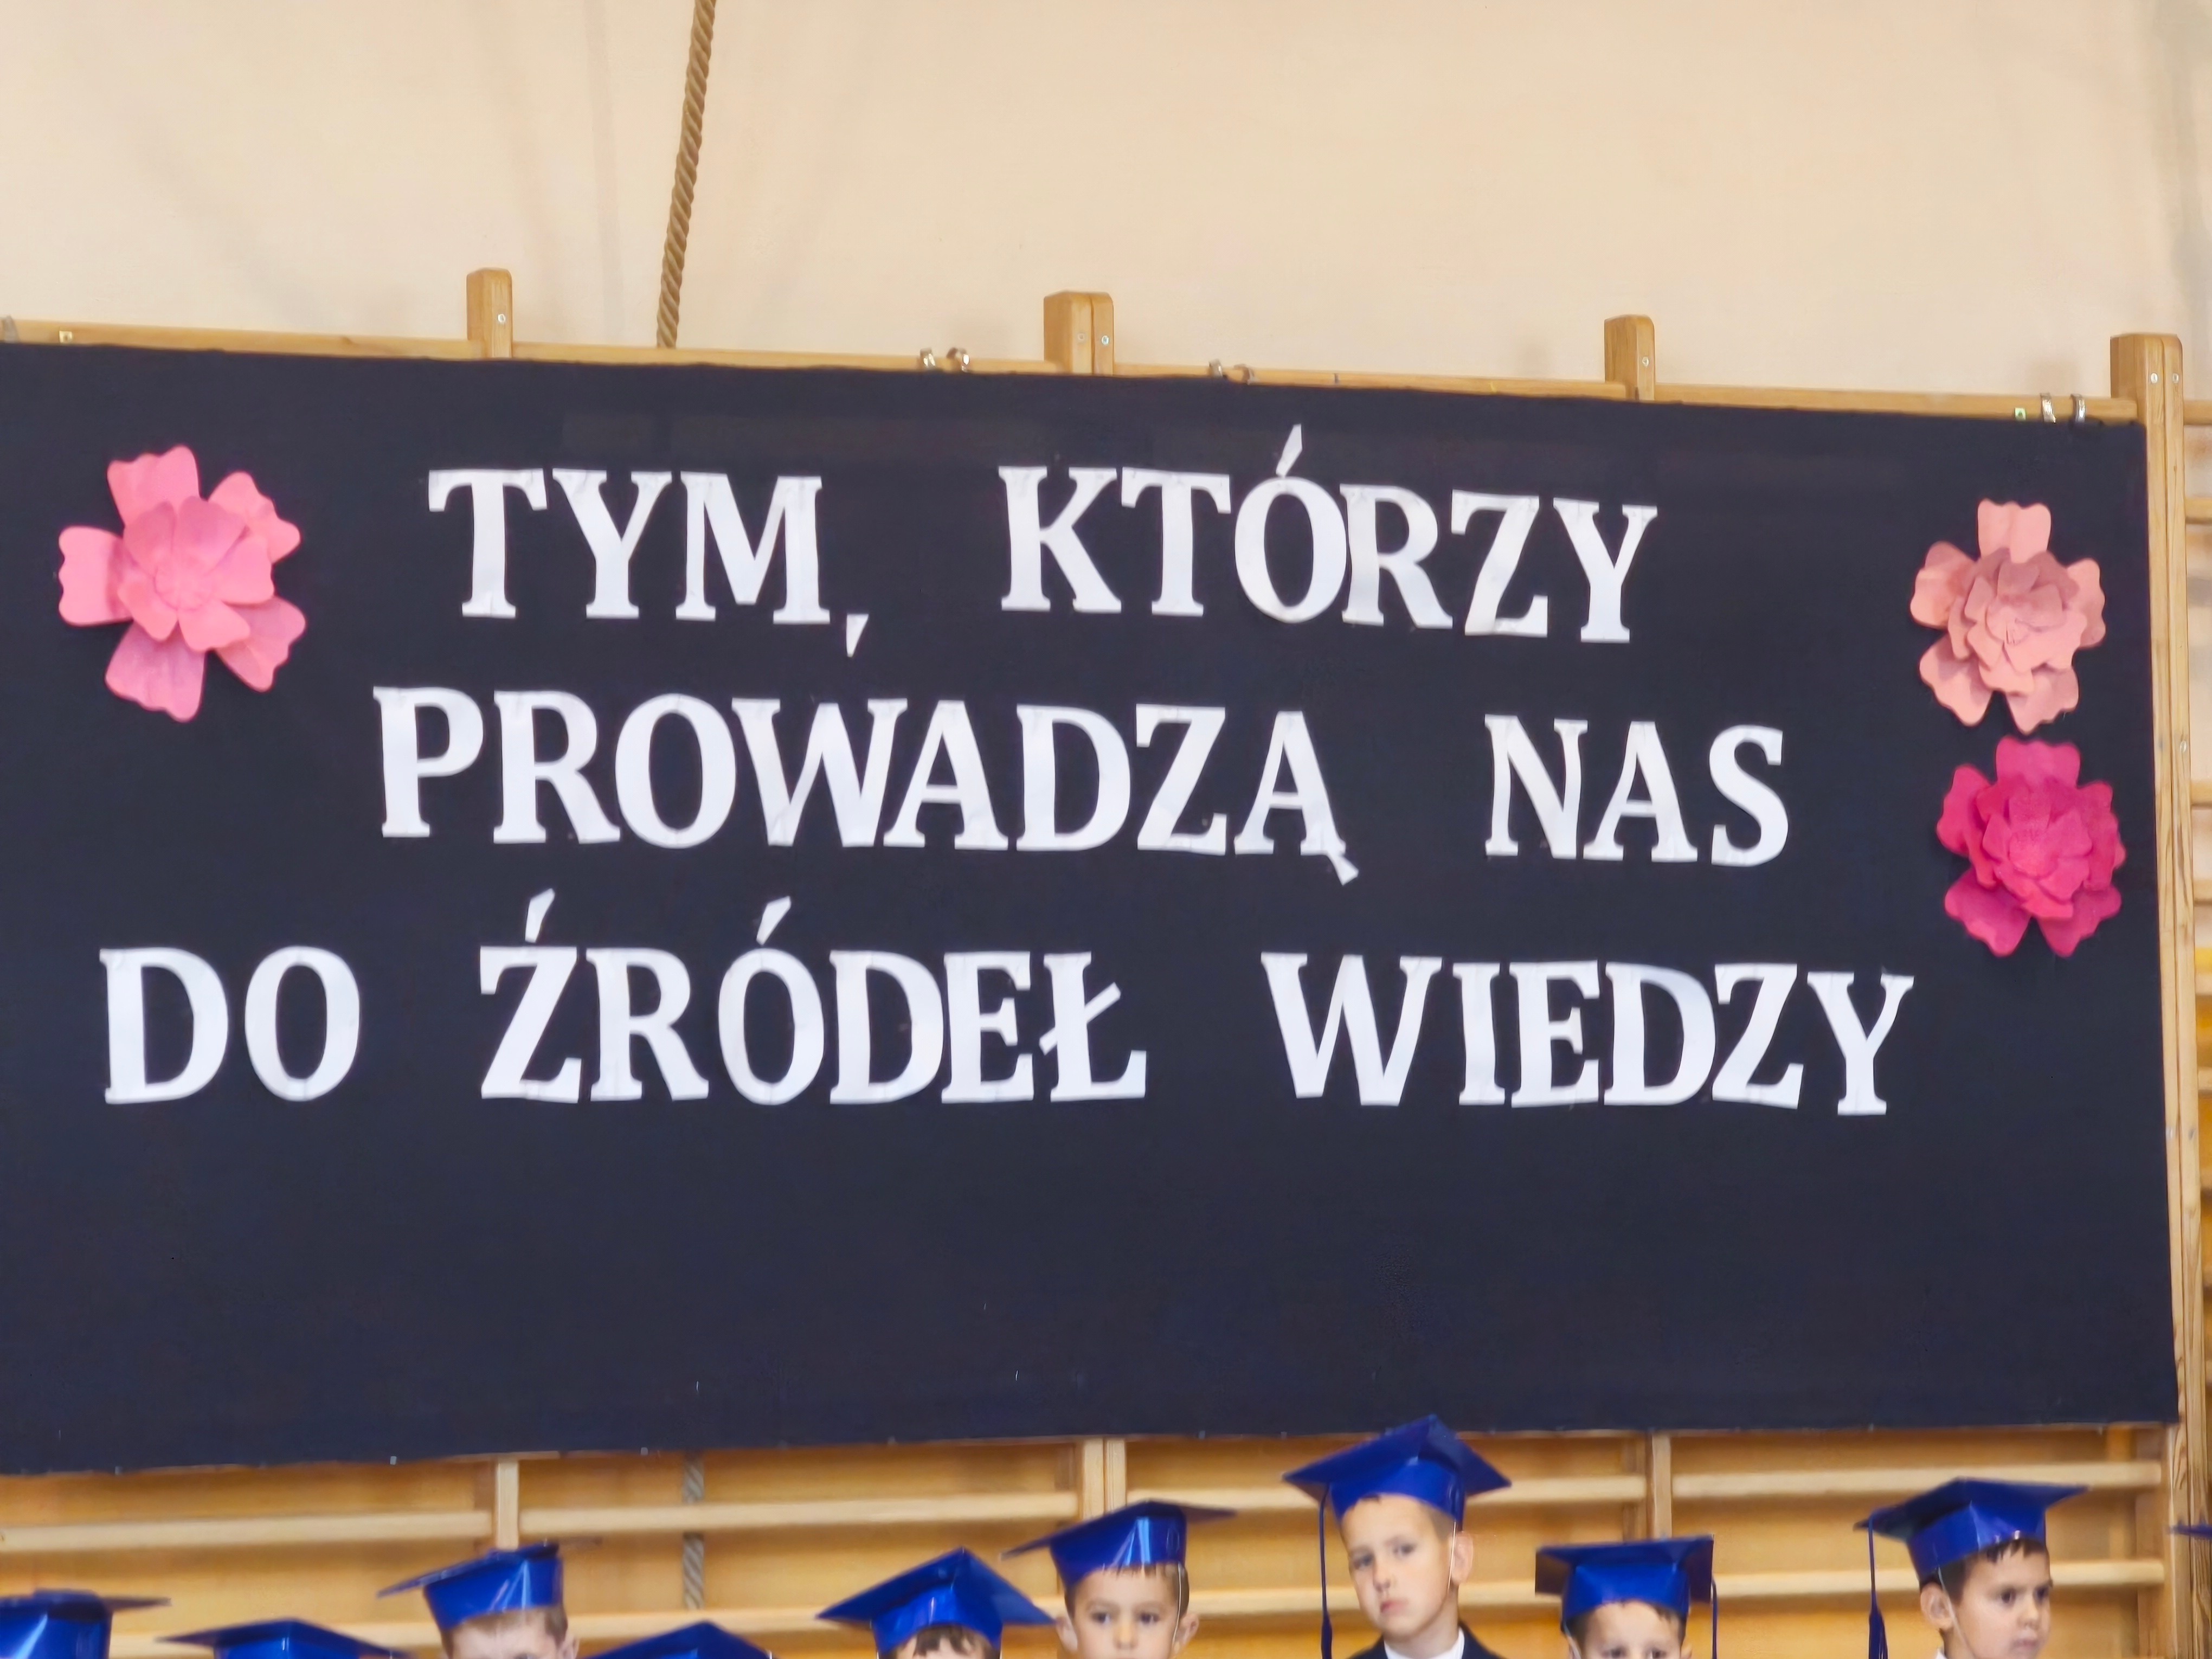 TYM, KTÓRZY
PROWADZĄ NAS
DO ŹRÓDEŁ WIEDZY